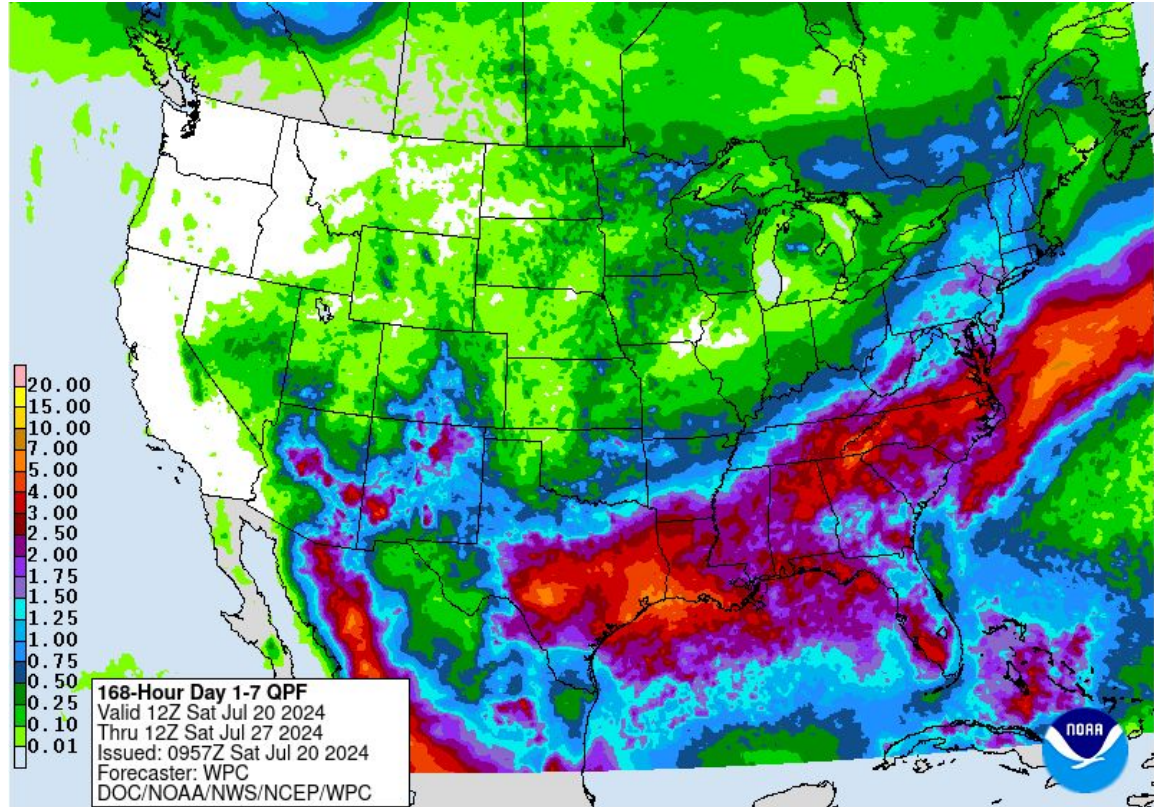 20.00
15.00
10.00
7.00
5.00
4.00
3.00
2.50
2.00
1.75
1.50
1.25
1.00
0.75
0.50
0.25
0.10
0.01
168-Hour Day 1-7 QPF
Valid 12Z Sat Jul 20 2024
Thru 12Z Sat Jul 27 2024
Issued: 0957Z Sat Jul 20 2024
Forecaster: WPC
DOC/NOAA/NWS/NCEP/WPC
NOAA